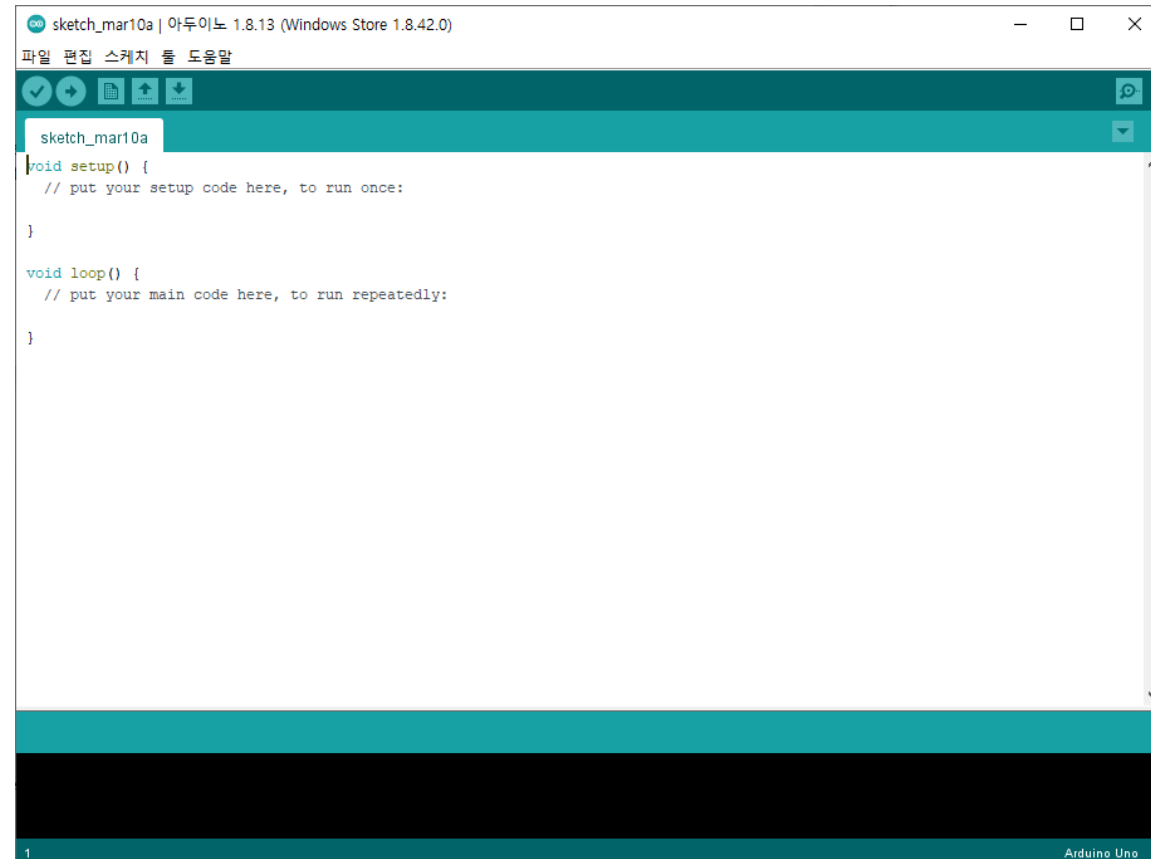 sketch_mar10a | 아두이노 1.8.13 (Windows Store 1.8.42.0)
파일 편집 스케치 툴 도움말
sketch_mar10a
void setup() {
  // put your setup code here, to run once:
}
void loop() {
  // put your main code here, to run repeatedly:
}
1
Arduino Uno